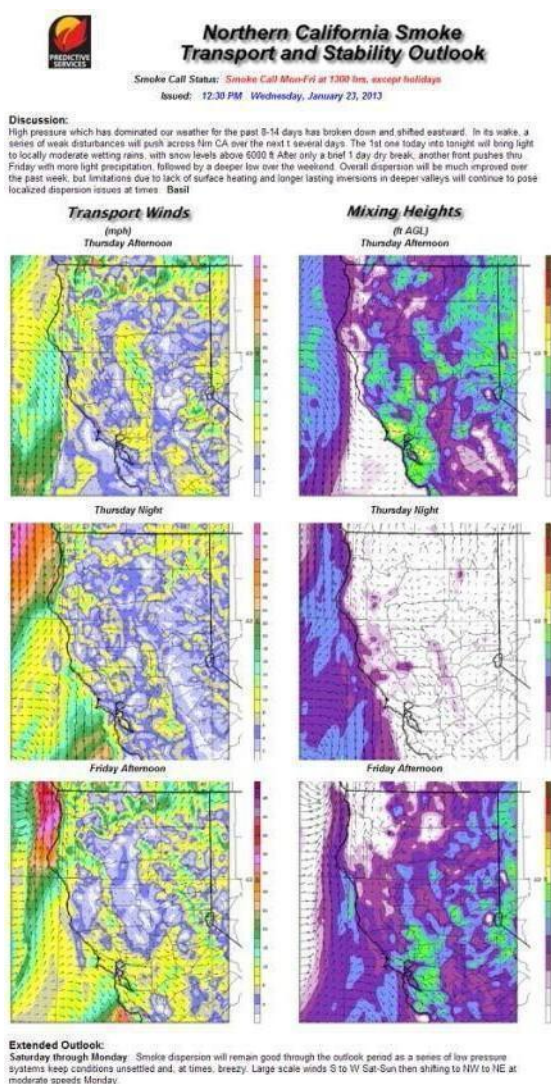 PREDICTIVE
SERVICES
Northern California Smoke
Transport and Stability Outlook
Smoke Call Status: Smoke Call Mon-Fri at 1300 hrs, except holidays
Issued: 12:30 PM Wednesday, January 23, 2013
Discussion:
High pressure which has dominated our weather for the past 8-14 days has broken down and shifted eastward. In its wake, a
series of weak disturbances will push across Nrn CA over the next t several days. The 1st one today into tonight will bring light
to locally moderate wetting rains, with snow levels above 6000 ft After only a brief 1 day dry break, another front pushes thru
Friday with more light precipitation, followed by a deeper low over the weekend. Overall dispersion will be much improved over
the past week, but limitations due to lack of surface heating and longer lasting inversions in deeper valleys will continue to pose
localized dispersion issues at times. Basil
Transport Winds
(mph)
Thursday Afternoon
Mixing Heights
(ft AGL)
Thursday Afternoon
Thursday Night
Thursday Night
Friday Afternoon
Friday Afternoon
Extended Outlook:
Saturday through Monday: Smoke dispersion will remain good through the outlook period as a series of low pressure
systems keep conditions unsettled and, at times, breezy. Large scale winds S to W Sat-Sun then shifting to NW to NE at
moderate speeds Monday.